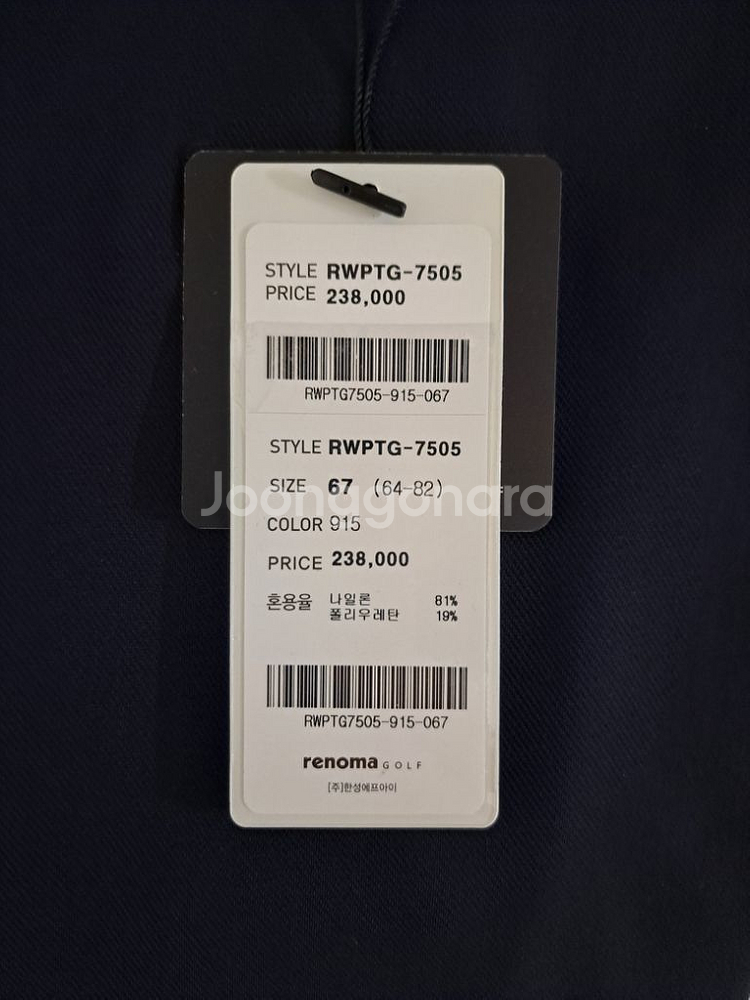 STYLE RWPTG-7505
PRICE 238,000
RWPTG7505-915-067
STYLE RWPTG-7505
SIZE 67 (64-82)
Joonggonara
COLOR 915
PRICE 238,000
혼용율 나일론 81%
폴리우레탄 19%
RWPTG7505-915-067
renoma GOLF
[주]한성에프아이